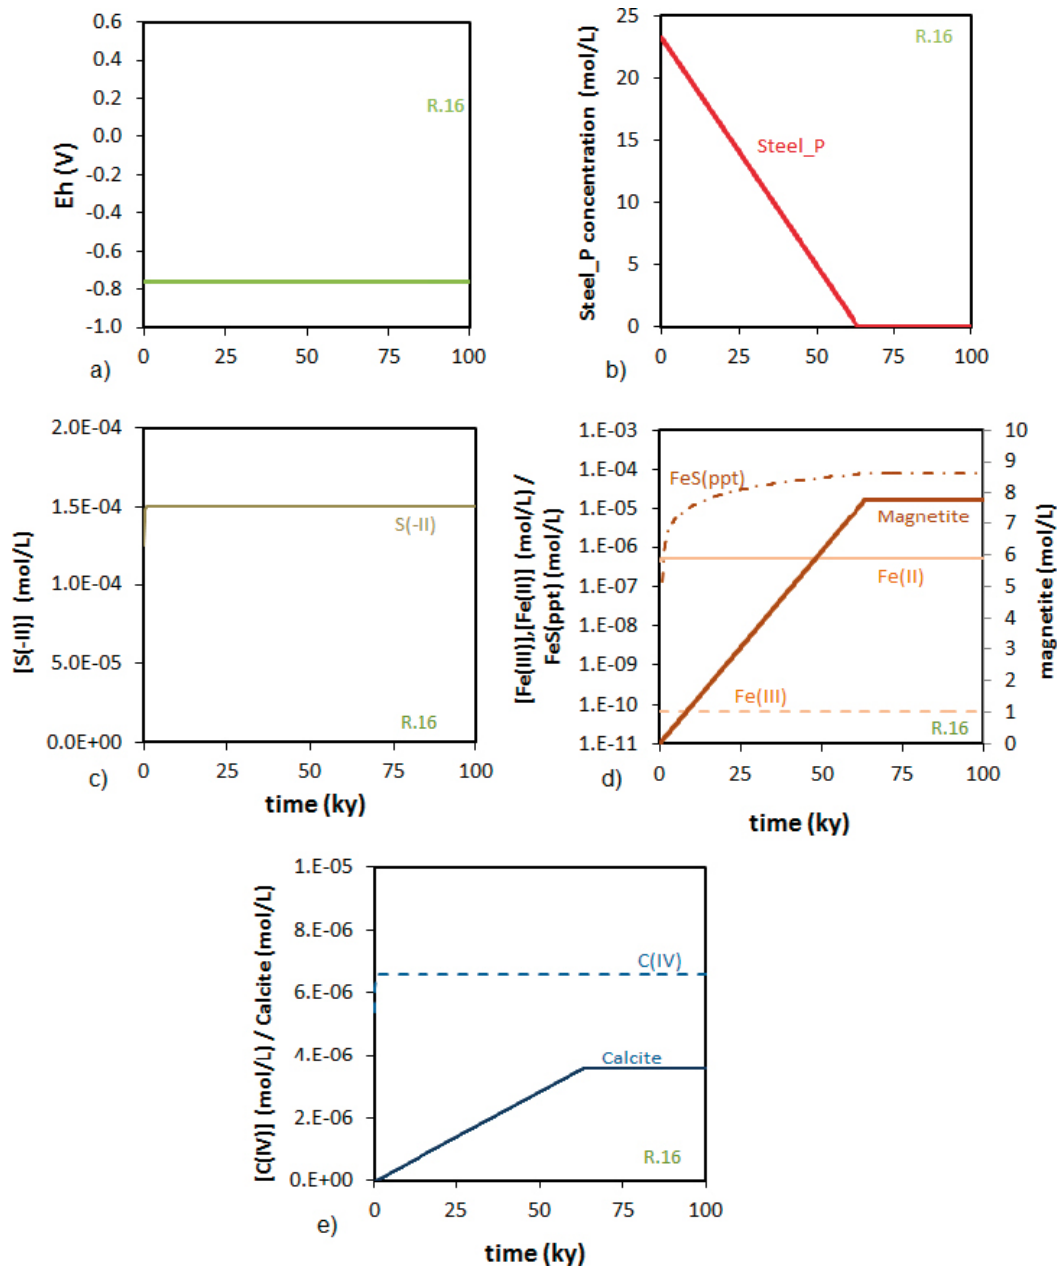 Eh (V)
0.6
0.4
0.2
0.0
-0.2
-0.4
-0.6
-0.8
-1.0
R.16
0 25 50 75 100
a)
Steel_P concentration (mol/L)
25
20
15
10
5
0
R.16
Steel_P
0 25 50 75 100
b)
[S(-II)] (mol/L)
2.0E-04
1.5E-04
1.0E-04
5.0E-05
0.0E+00
S(-II)
R.16
0 25 50 75 100
c)
time (ky)
[Fe(III)],[Fe(II)] (mol/L) /
FeS(ppt) (mol/L)
1.E-03
1.E-04
1.E-05
1.E-06
1.E-07
1.E-08
1.E-09
1.E-10
1.E-11
FeS(ppt)
Magnetite
Fe(II)
Fe(III)
R.16
10
9
8
7
6
5
4
3
2
1
0
magnetite (mol/L)
0 25 50 75 100
d)
time (ky)
[C(IV)] (mol/L) / Calcite (mol/L)
1.E-05
8.E-06
6.E-06
4.E-06
2.E-06
0.E+00
C(IV)
Calcite
R.16
0 25 50 75 100
e)
time (ky)